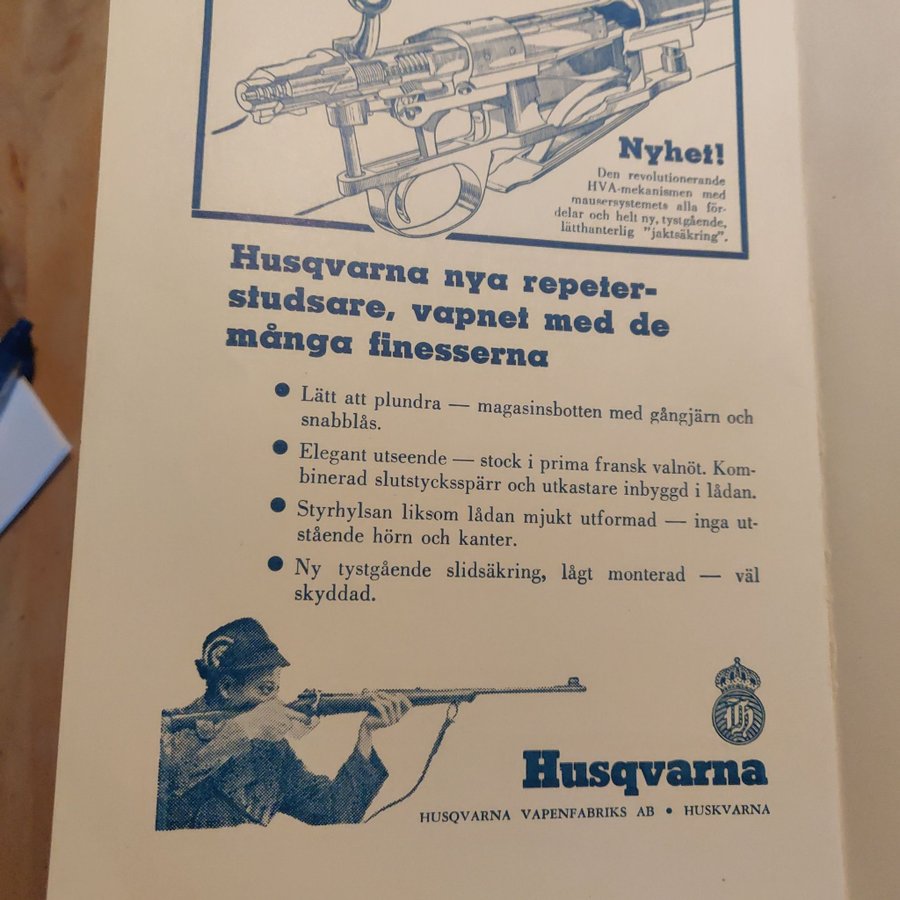 Nyhet!
Den revolutionerande
HVA-mekanismen med
mausersystemets alla för-
delar och helt ny, tystgående,
lätthanterlig "jaktsäkring".
Husqvarna nya repeter-
studsare, vapnet med de
många finesserna
● Lätt att plundra — magasinsbotten med gångjärn och
snabblås.
● Elegant utseende — stock i prima fransk valnöt. Kom-
binerad slutstycksspärr och utkastare inbyggd i lådan.
● Styrhylsan liksom lådan mjukt utformad — inga ut-
stående hörn och kanter.
● Ny tystgående slidsäkring, lågt monterad — väl
skyddad.
H
Husqvarna
HUSQVARNA VAPENFABRIKS AB • HUSKVARNA